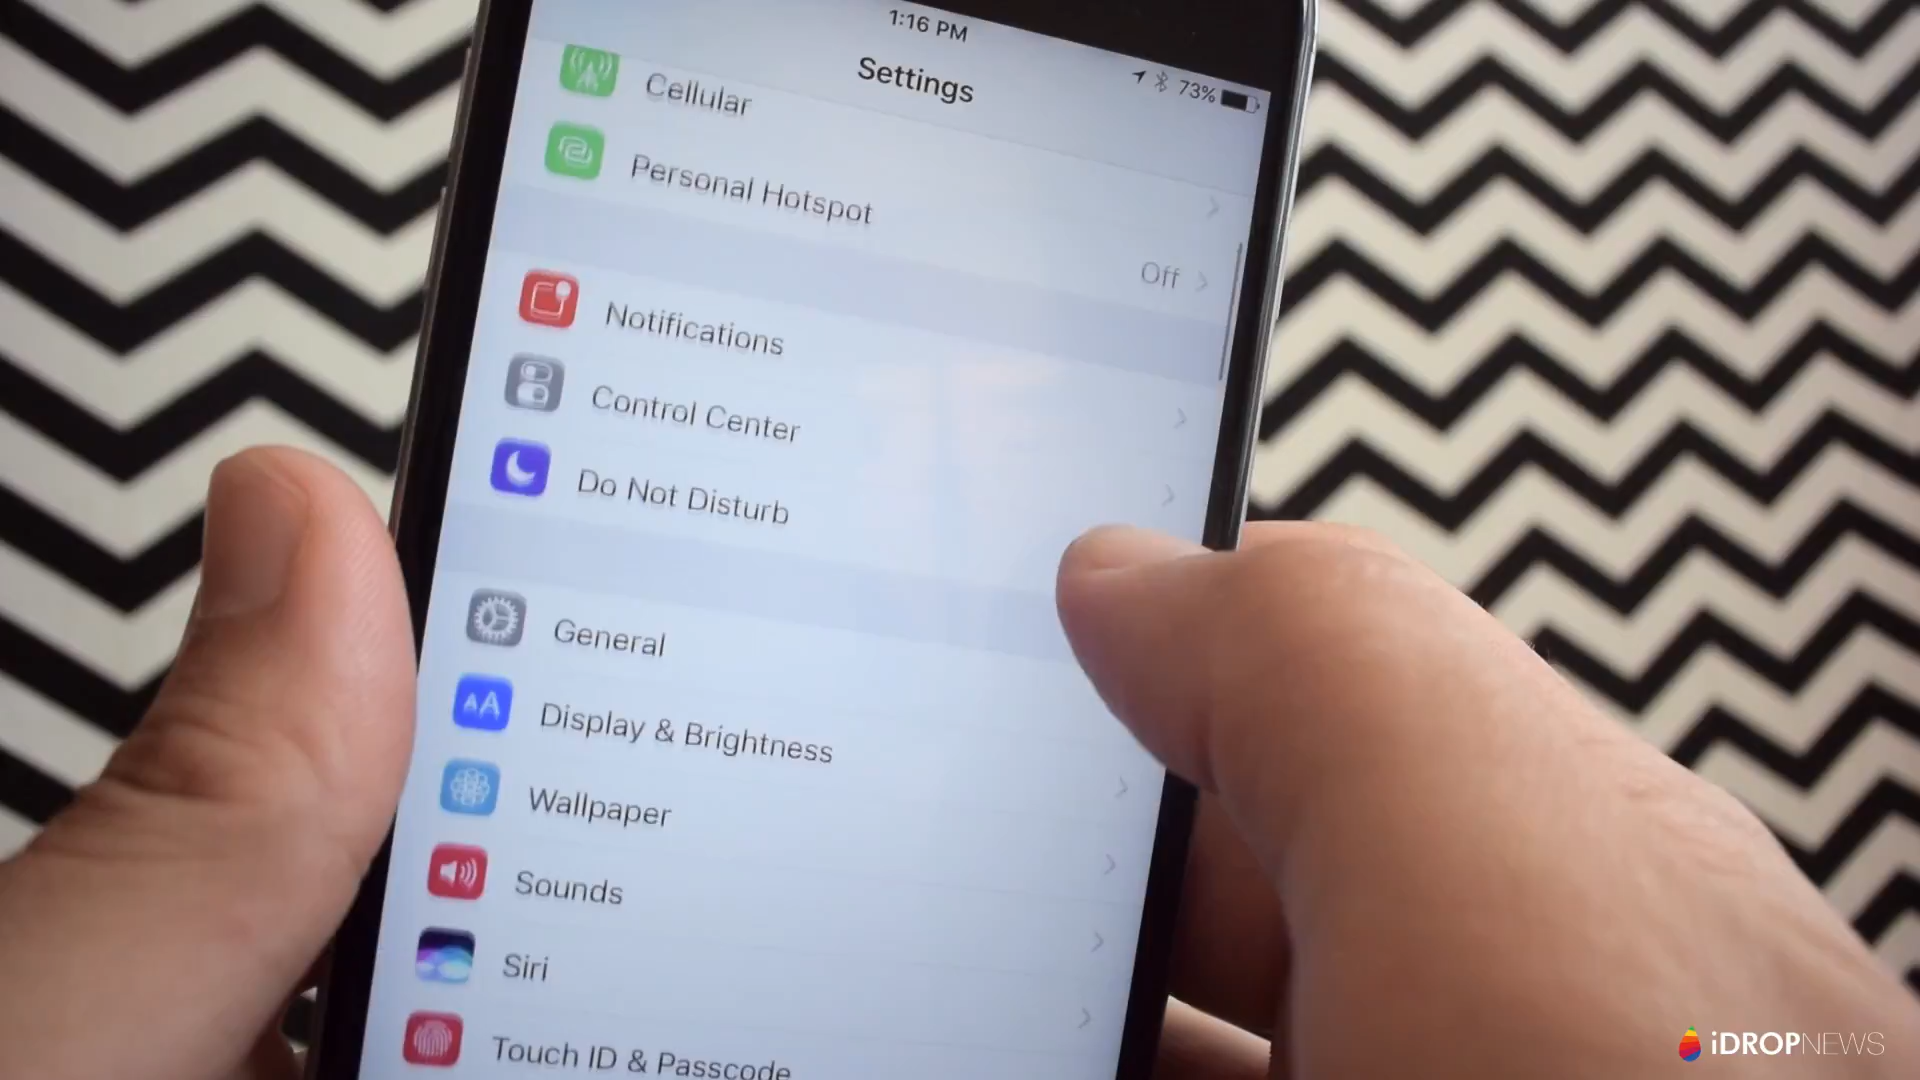 1:16 PM
73%
Settings
Cellular
Personal Hotspot
Off
Notifications
Control Center
Do Not Disturb
General
AA
Display & Brightness
Wallpaper
Sounds
Siri
Touch ID & Passcode
iDROPNEWS